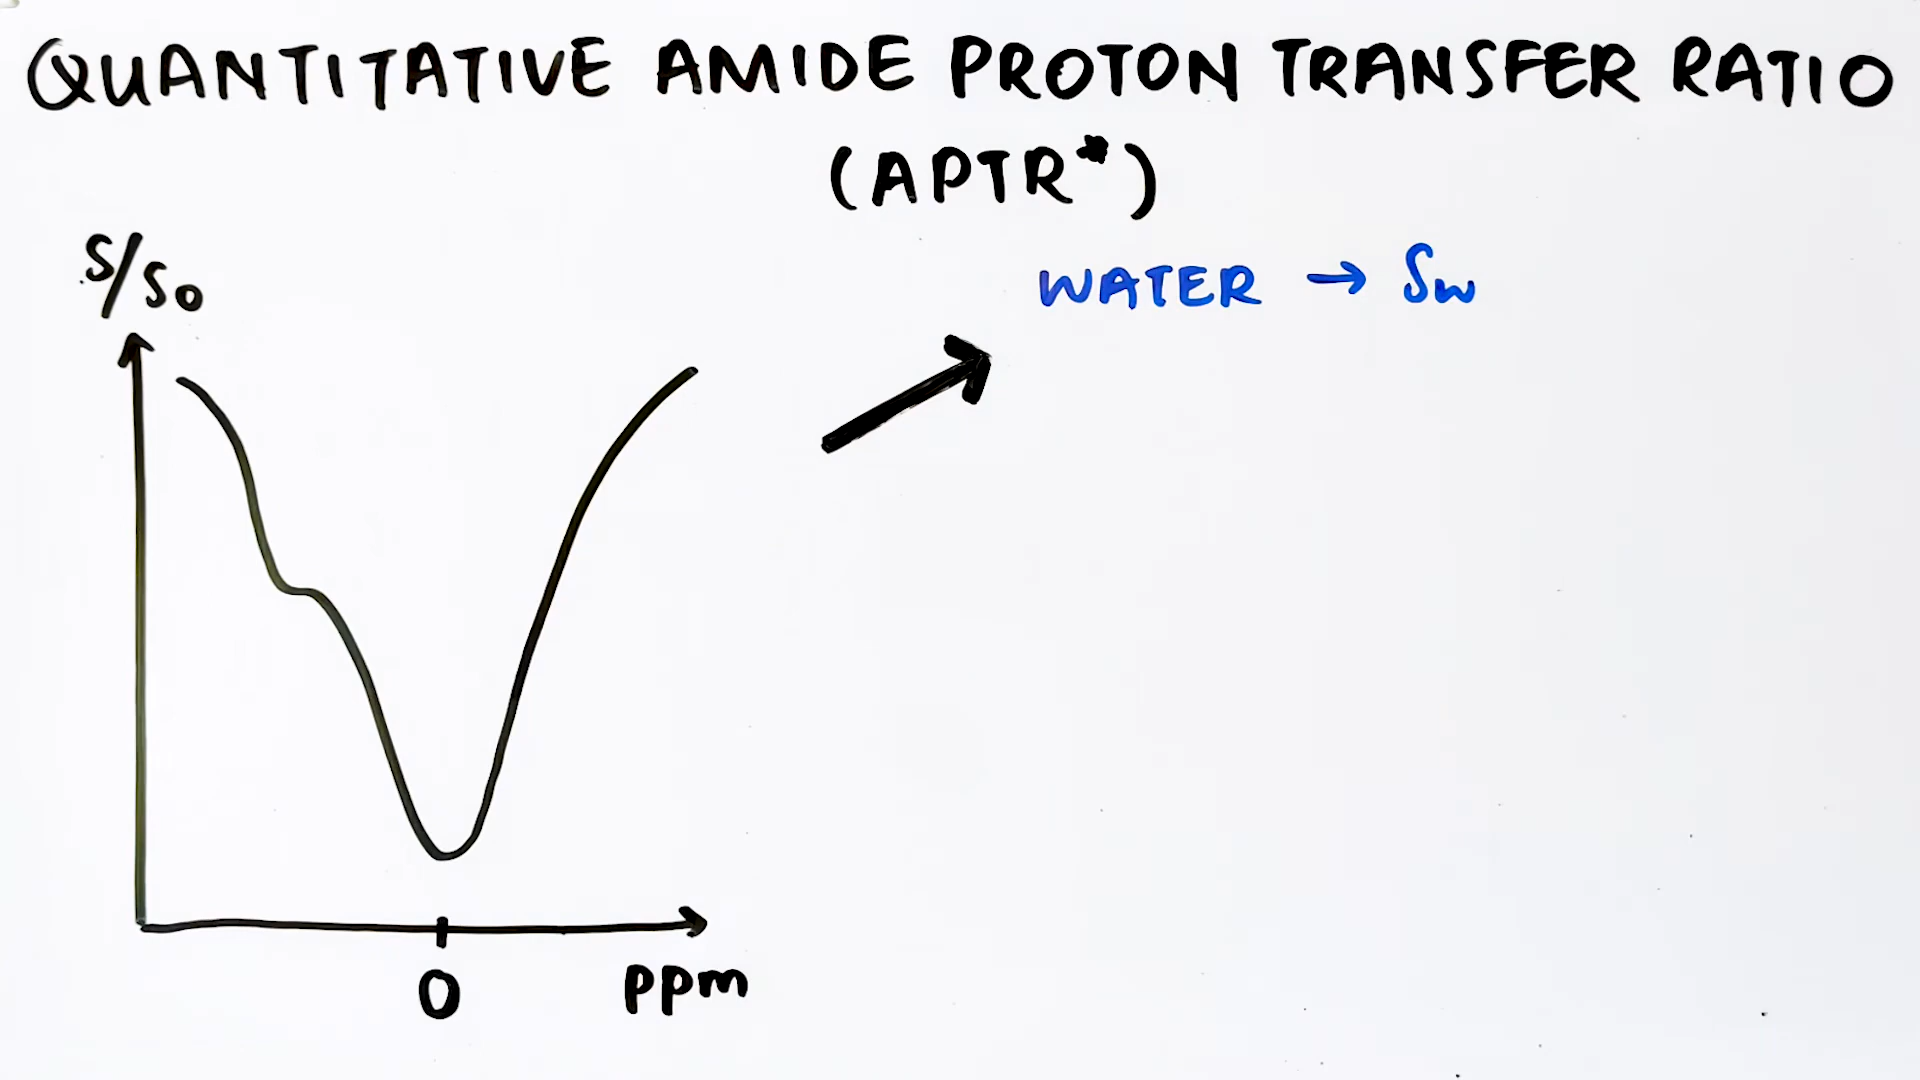 QUANTITATIVE AMIDE PROTON TRANSFER RATIO
(APTR*)
S/S0
WATER → Sw
0
ppm